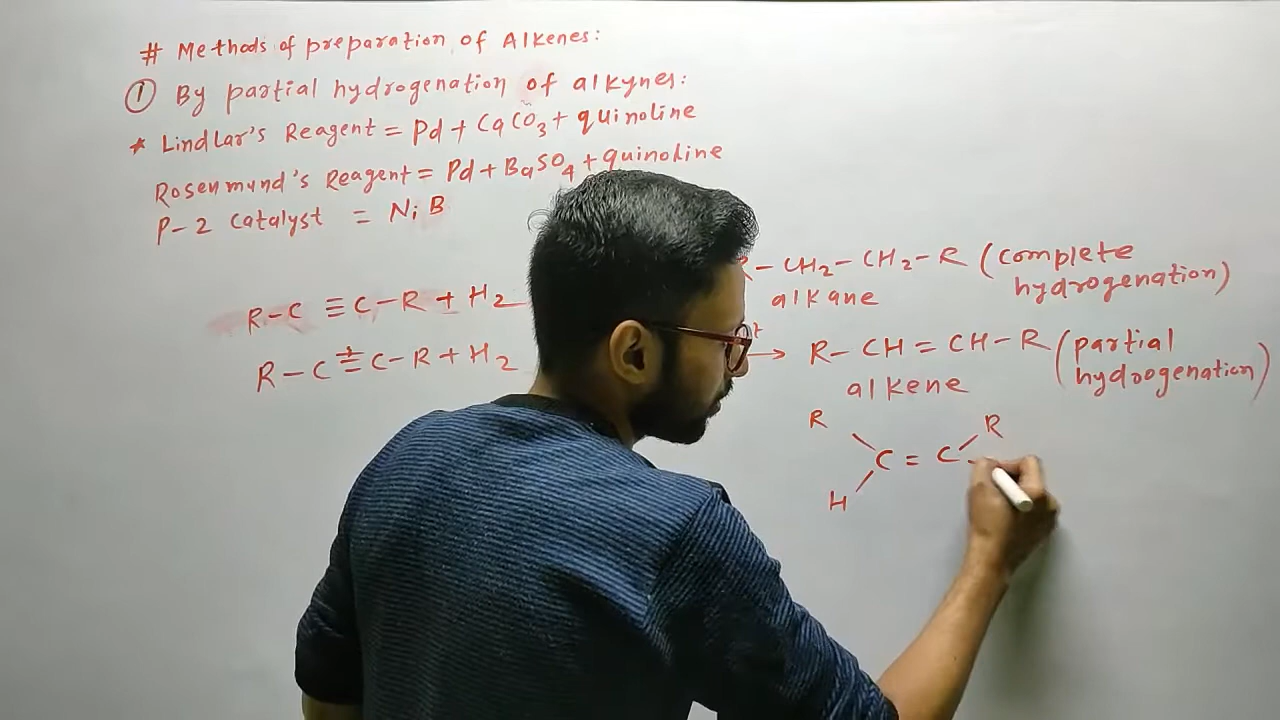 # Methods of preparation of Alkenes:
① By partial hydrogenation of alkynes:
* Lindlar's Reagent = Pd + CaCO3 + quinoline
Rosenmund's Reagent = Pd + BaSO4 + quinoline
P-2 catalyst = NiB
R-C ≡ C-R + H2 - CH2 - CH2 - R (complete hydrogenation)
alkane
R - C ≡ C - R + H2 → R - CH = CH - R (partial hydrogenation)
alkene
R R
C = C
H